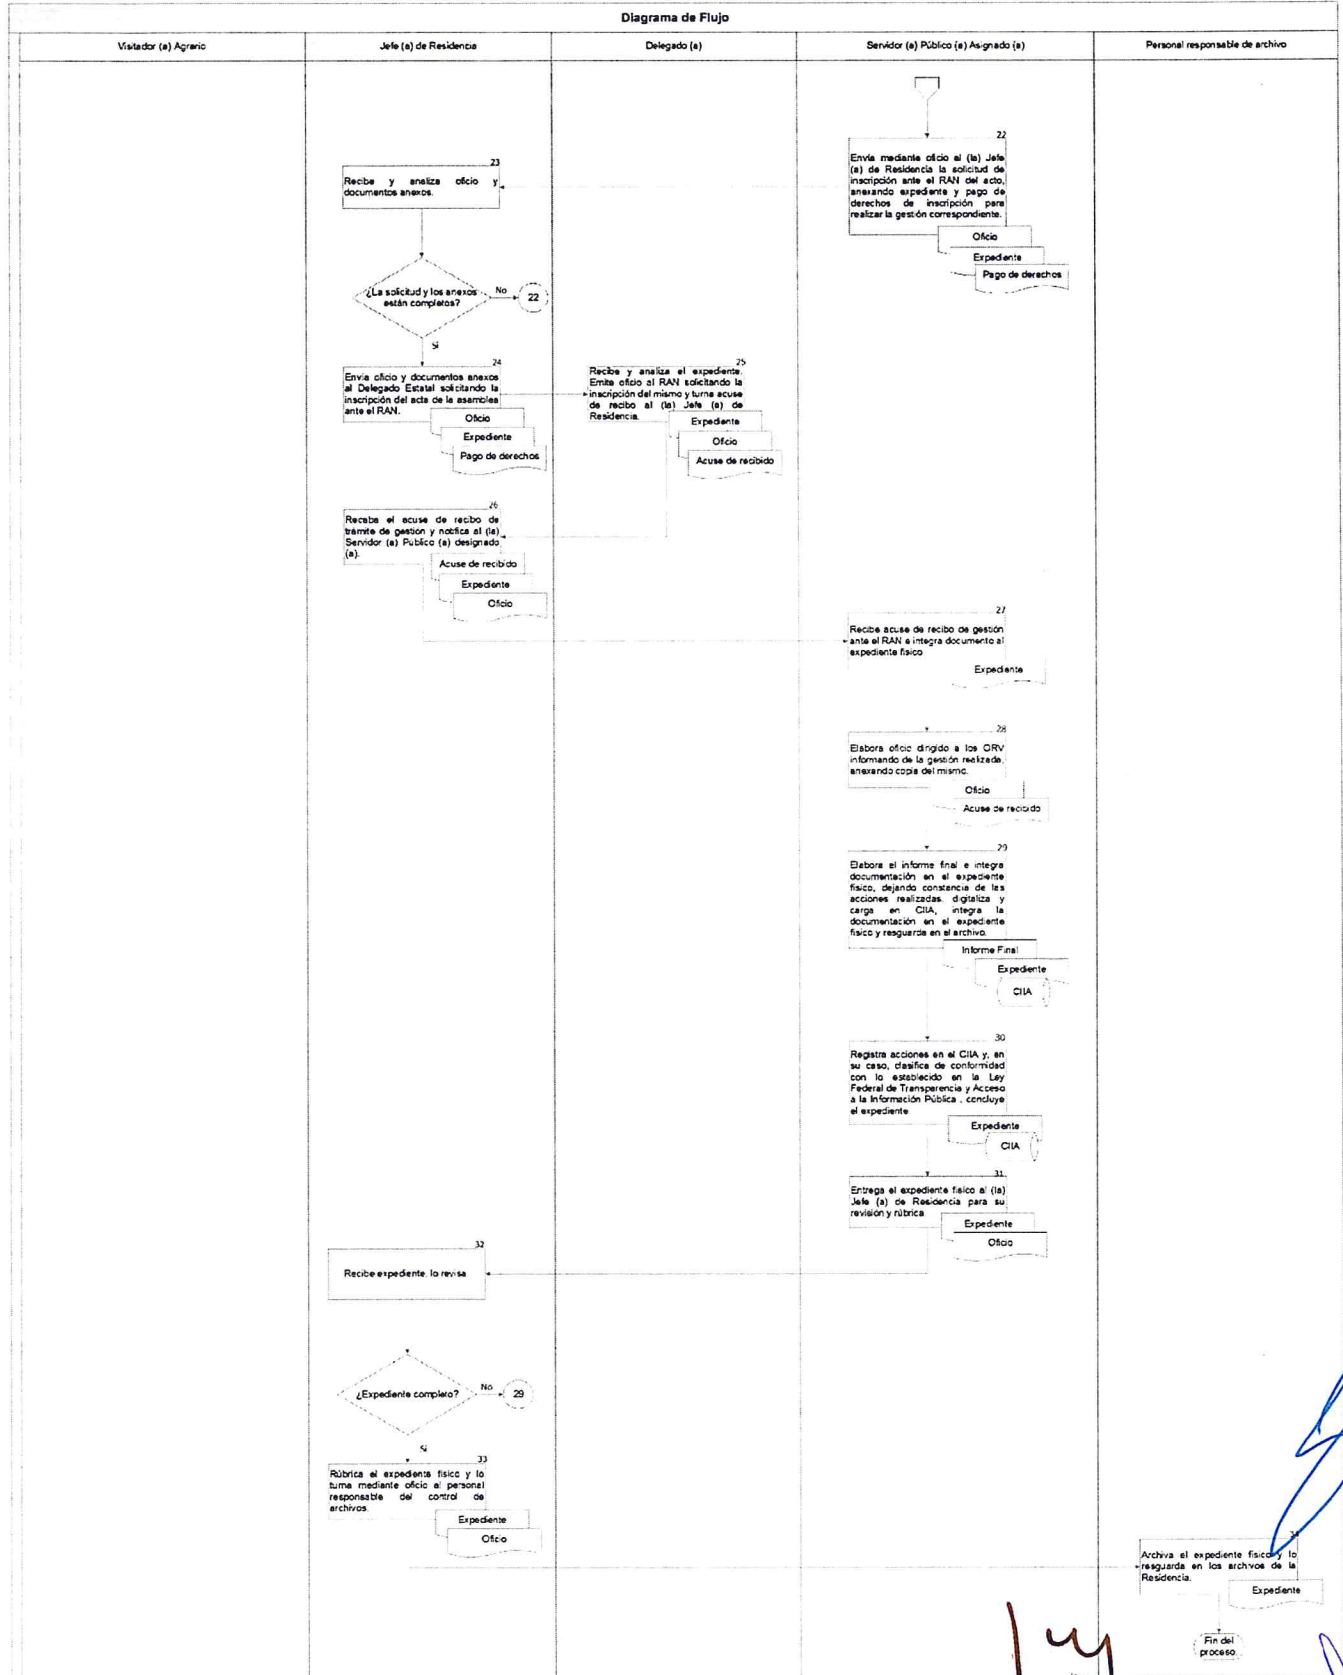 Diagrama de Flujo
Visitador (a) Agrario
Jefe (a) de Residencia
Delegado (a)
Servidor (a) Público (a) Asignado (a)
Personal responsable de archivo
22
Envía mediante oficio al (la) Jefe
(a) de Residencia la solicitud de
inscripción ante el RAN del acto,
anexando expediente y pago de
derechos de inscripción para
realizar la gestión correspondiente.
Oficio
Expediente
Pago de derechos
23
Recibe y analiza oficio y
documentos anexos.
¿La solicitud y los anexos
están completos?
No
22
Si
24
Envía oficio y documentos anexos
al Delegado Estatal solicitando la
inscripción del acta de la asamblea
ante el RAN.
Oficio
Expediente
Pago de derechos
25
Recibe y analiza el expediente.
Emite oficio al RAN solicitando la
inscripción del mismo y turna acuse
de recibo al (la) Jefe (a) de
Residencia.
Expediente
Oficio
Acuse de recibido
26
Recaba el acuse de recibo de
trámite de gestión y notifica al (la)
Servidor (a) Publico (a) designado
(a).
Acuse de recibido
Expediente
Oficio
27
Recibe acuse de recibo de gestión
ante el RAN e integra documento al
expediente fisico
Expediente
28
Elabora oficio dirigido a los ORV
informando de la gestión realizada,
anexando copia del mismo.
Oficio
Acuse de recibido
29
Elabora el informe final e integra
documentación en el expediente
fisico, dejando constancia de las
acciones realizadas, digitaliza y
carga en CIIA, integra la
documentación en el expediente
fisico y resguarda en el archivo.
Informe Final
Expediente
CIIA
30
Registra acciones en el CIIA y, en
su caso, clasifica de conformidad
con lo establecido en la Ley
Federal de Transparencia y Acceso
a la Información Pública , concluye
el expediente
Expediente
CIIA
31
Entrega el expediente fisico al (la)
Jefe (a) de Residencia para su
revisión y rúbrica
Expediente
Oficio
32
Recibe expediente, lo revisa
¿Expediente completo?
No
29
Si
33
Rúbrica el expediente fisico y lo
turna mediante oficio al personal
responsable del control de
archivos.
Expediente
Oficio
34
Archiva el expediente fisico y lo
resguarda en los archivos de la
Residencia.
Expediente
Fin del
proceso